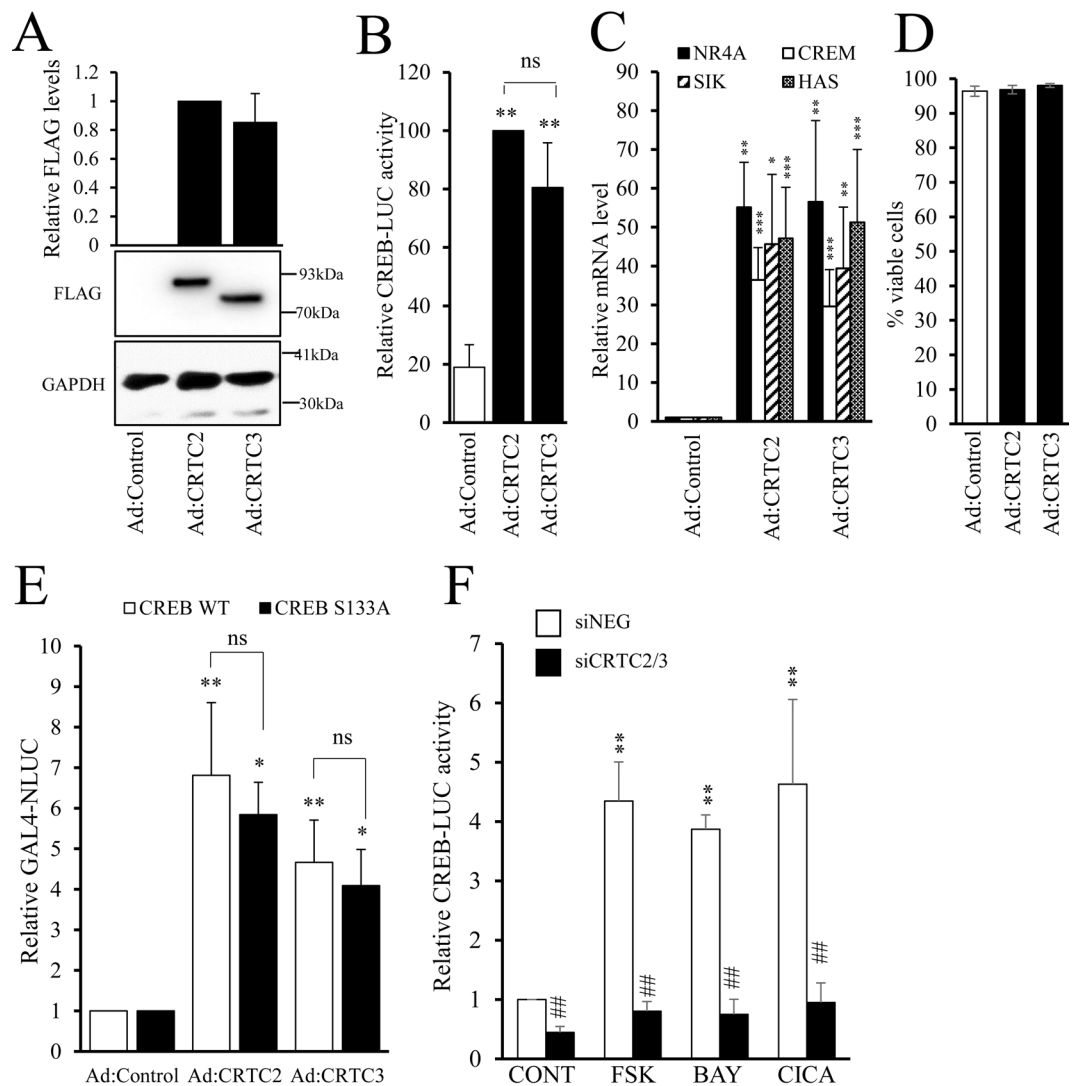 A
Relative FLAG levels
1.2
1
0.8
0.6
0.4
0.2
0
FLAG
93kDa
70kDa
GAPDH
41kDa
30kDa
Ad:Control
Ad:CRTC2
Ad:CRTC3
B
Relative CREB-LUC activity
120
100
80
60
40
20
0
ns
**
**
Ad:Control
Ad:CRTC2
Ad:CRTC3
C
NR4A CREM
SIK HAS
Relative mRNA level
90
80
70
60
50
40
30
20
10
0
**
***
*
***
**
***
**
***
Ad:Control
Ad:CRTC2
Ad:CRTC3
D
% viable cells
100
90
80
70
60
50
40
30
20
10
0
Ad:Control
Ad:CRTC2
Ad:CRTC3
E
CREB WT CREB S133A
Relative GAL4-NLUC
10
9
8
7
6
5
4
3
2
1
0
ns
**
*
ns
**
*
Ad:Control Ad:CRTC2 Ad:CRTC3
F
siNEG
siCRTC2/3
Relative CREB-LUC activity
7
6
5
4
3
2
1
0
##
**
##
**
##
**
##
CONT FSK BAY CICA